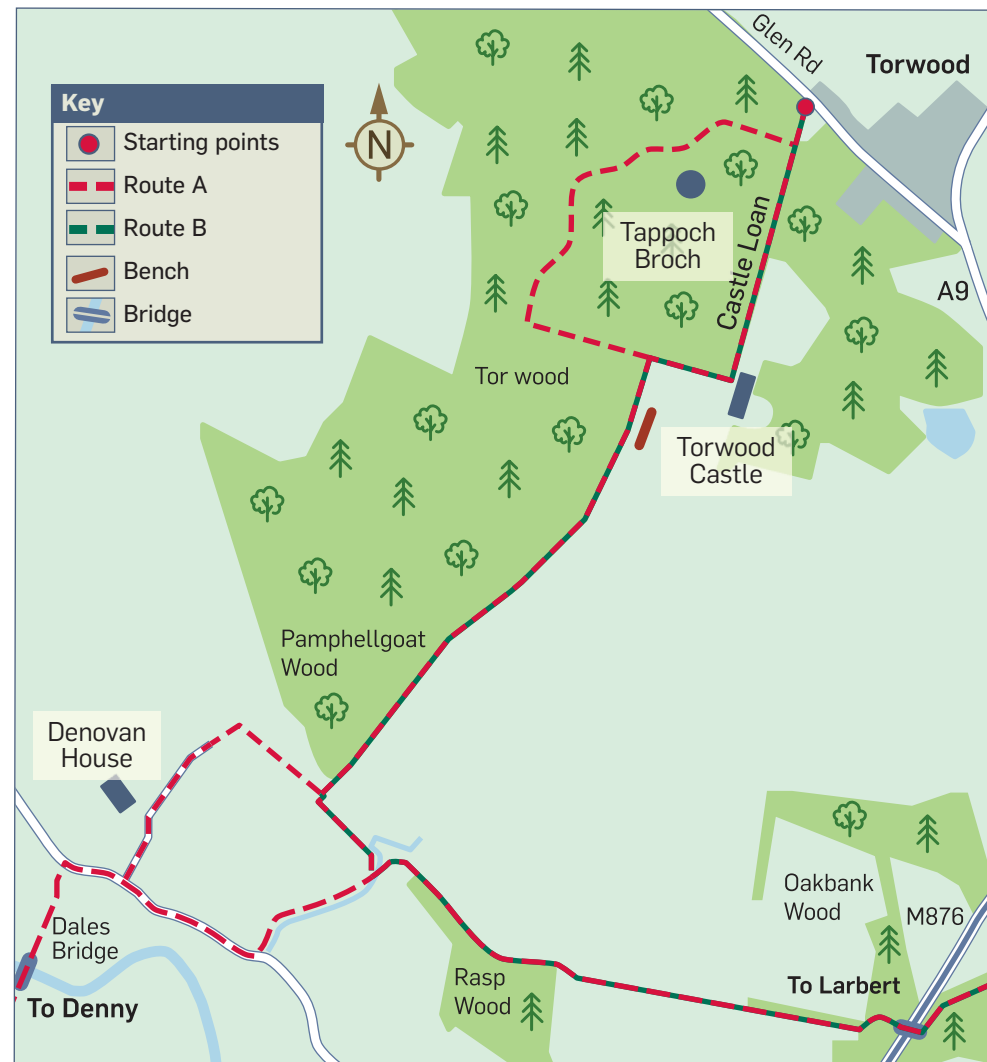 Glen Rd
Torwood
Key
Starting points
Route A
Route B
Bench
Bridge
N
Tappoch
Broch
Castle Loan
A9
Tor wood
Torwood
Castle
Pamphellgoat
Wood
Denovan
House
Dales
Bridge
To Denny
Rasp
Wood
Oakbank
Wood
M876
To Larbert